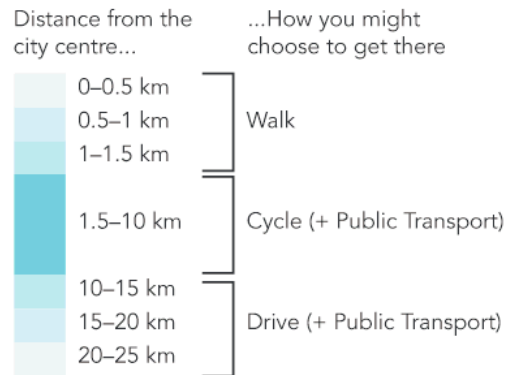 Distance from the
city centre...
...How you might
choose to get there
0–0.5 km
0.5–1 km
1–1.5 km
Walk
1.5–10 km
Cycle (+ Public Transport)
10–15 km
15–20 km
20–25 km
Drive (+ Public Transport)